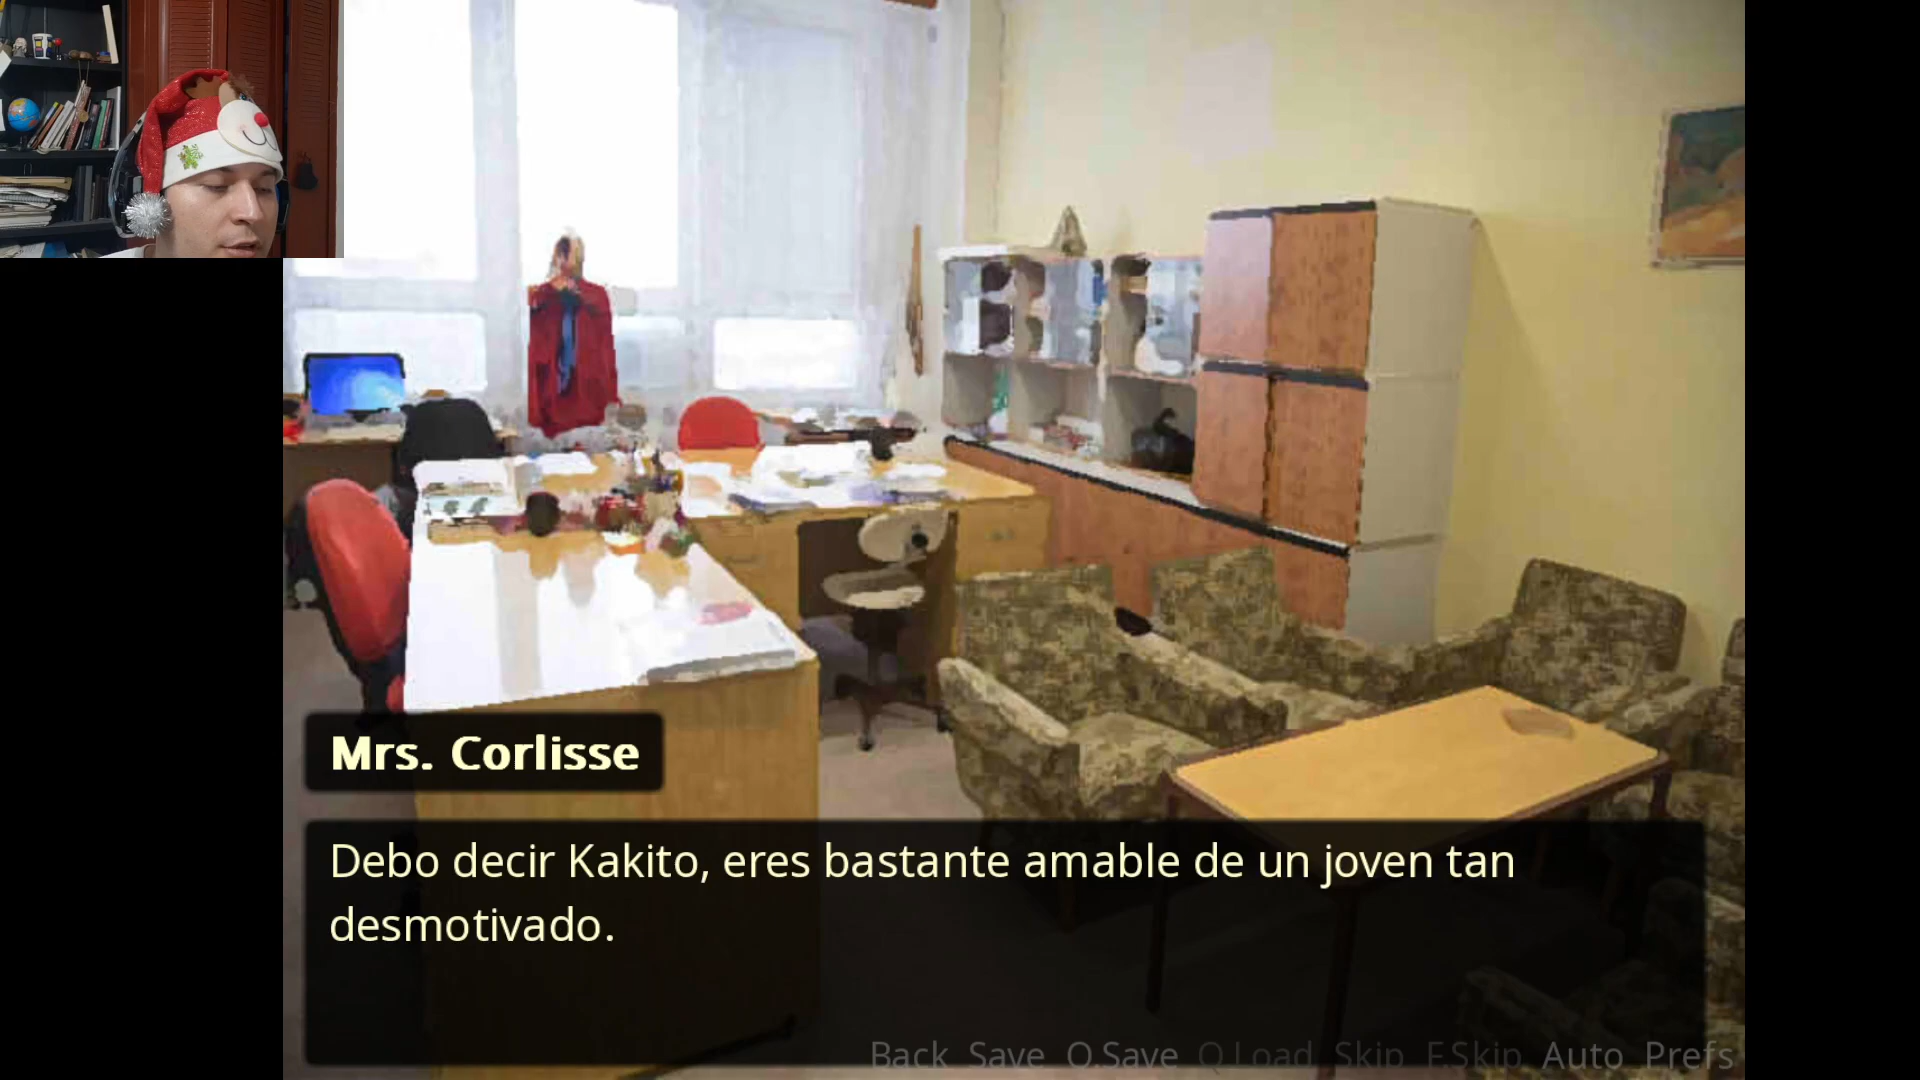 Mrs. Corlisse
Debo decir Kakito, eres bastante amable de un joven tan
desmotivado.
Back Save Q.Save Q.Load Skip F.Skip Auto Prefs